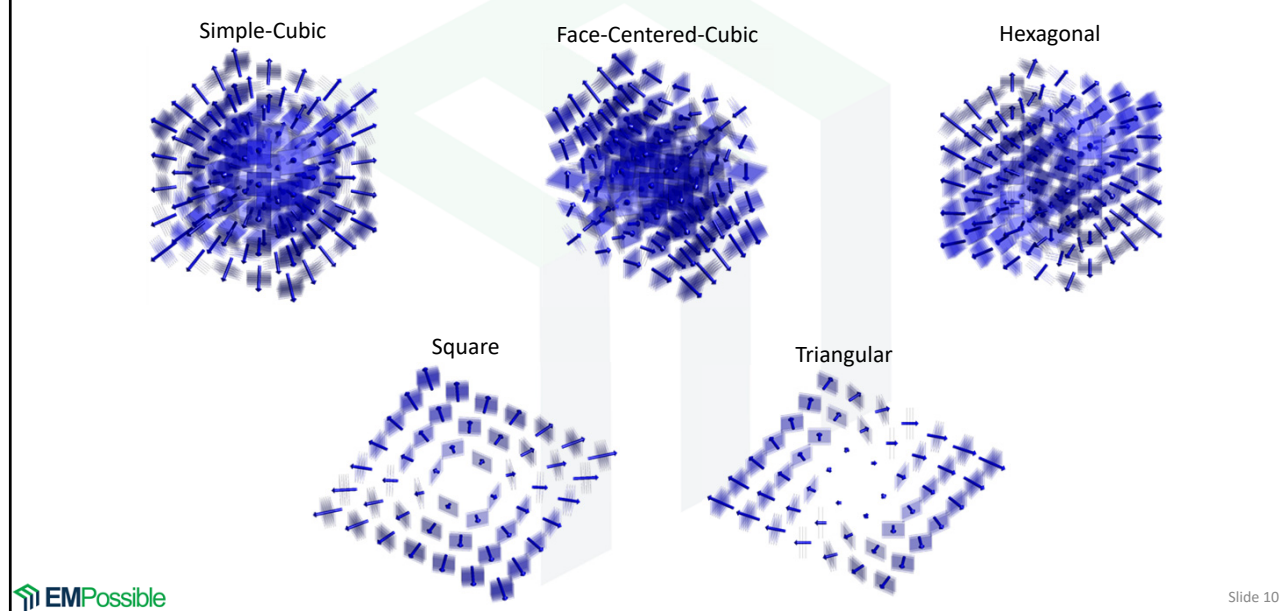 Simple-Cubic
Face-Centered-Cubic
Hexagonal
Square
Triangular
EMPossible
Slide 10